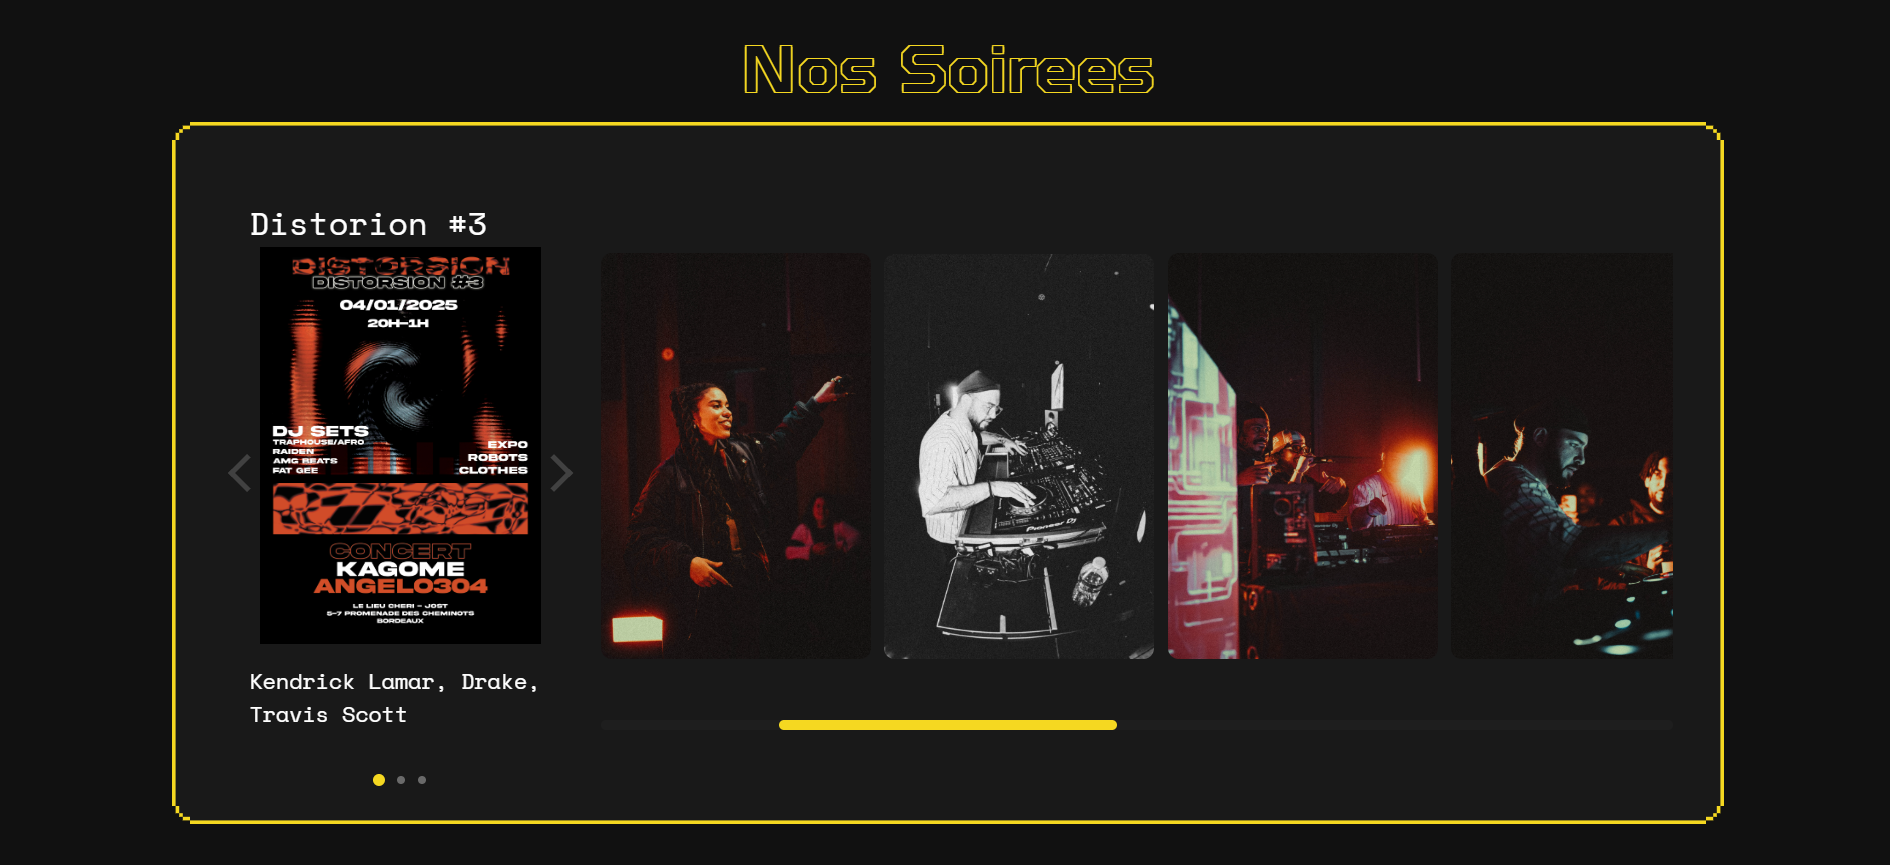 Nos Soirees
Distorion #3
DISTORSION
DISTORSION #3
04/01/2025
20H-1H
DJ SETS
TRAPHOUSE/AFRO
RAIDEN
AMG BEATS
FAT GEE
EXPO
ROBOTS
CLOTHES
CONCERT
KAGOME
ANGELO304
LE LIEU CHERI - JOST
5-7 PROMENADE DES CHEMINOTS
BORDEAUX
Pioneer Dj
Kendrick Lamar, Drake,
Travis Scott